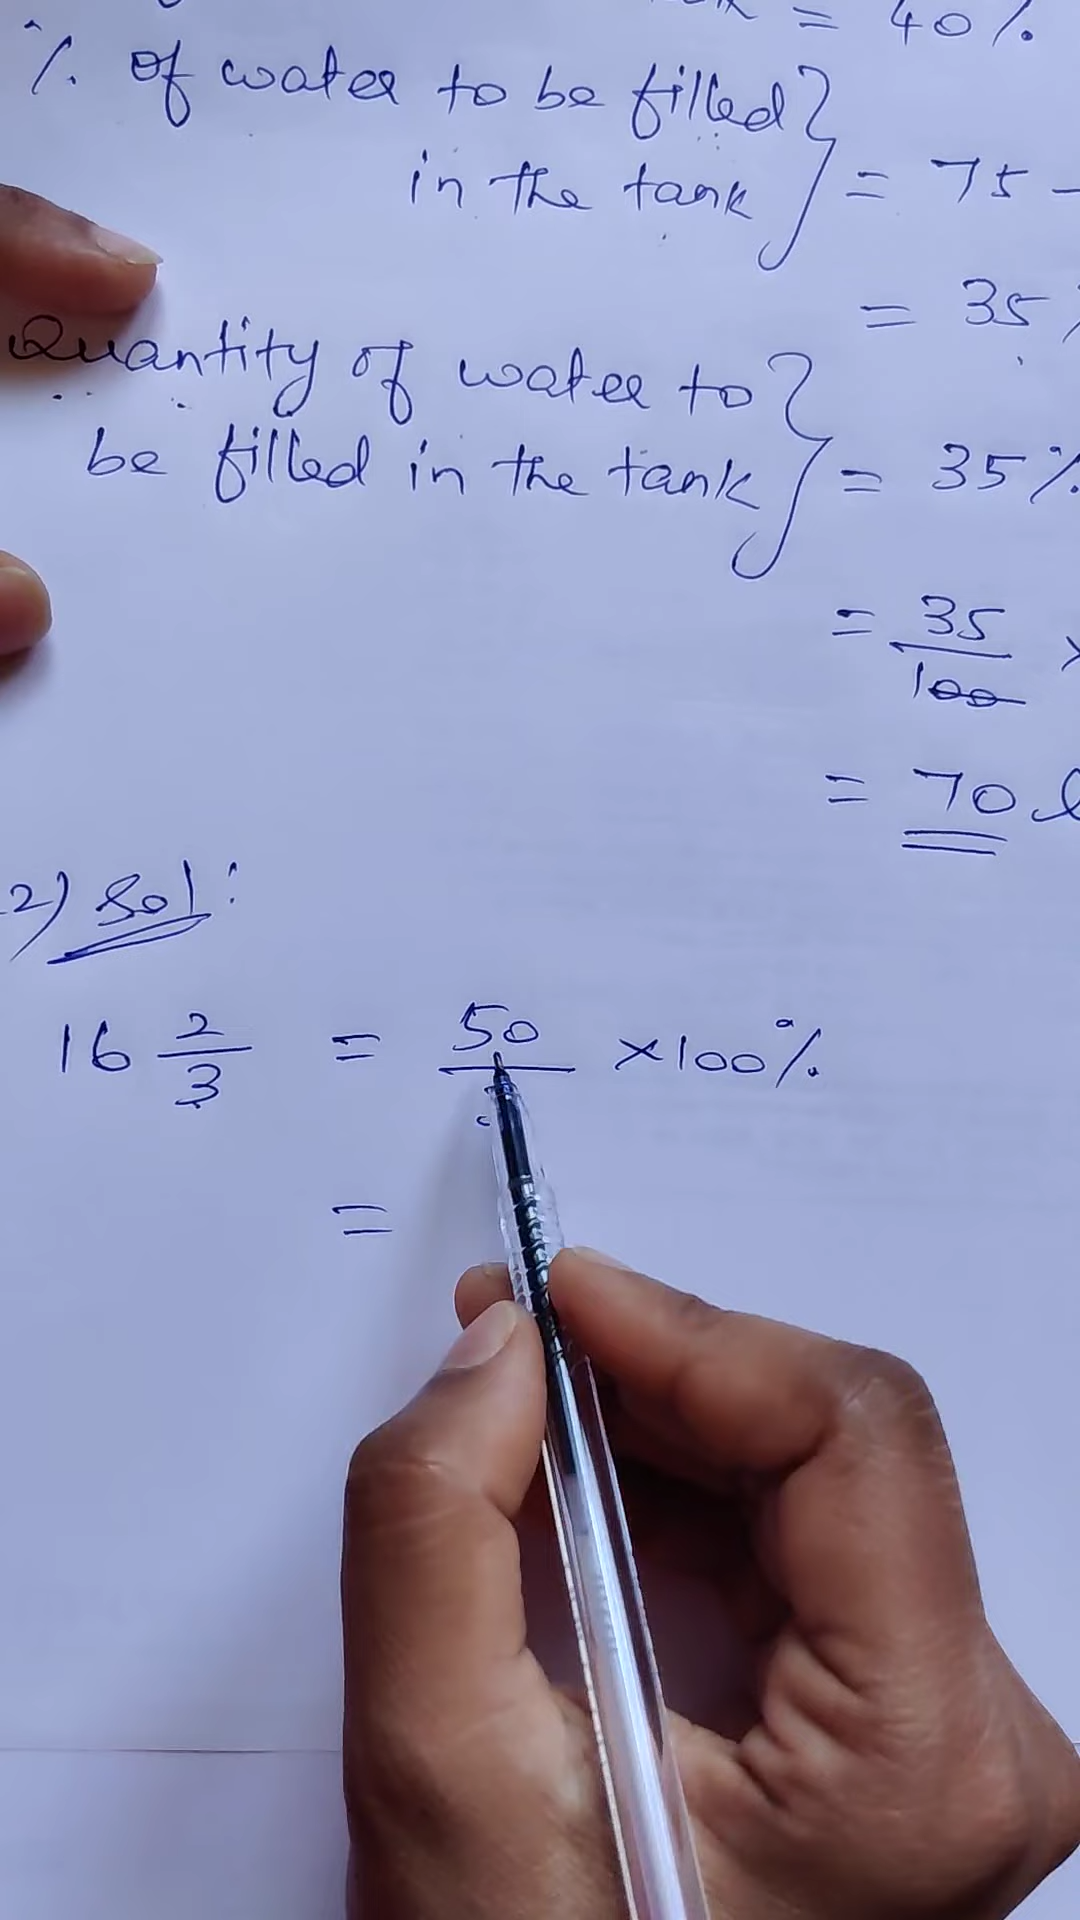 = 40%
% of water to be filled
in the tank } = 75 -
= 35%
Quantity of water to
be filled in the tank } = 35%
= 35/100 ×
= 70 l
2) Sol:
16 2/3 = 50/ ×100%
=